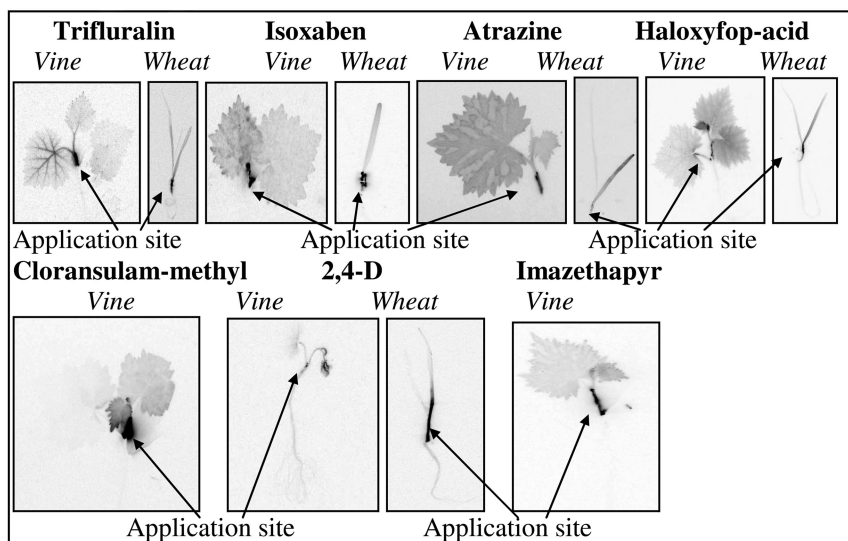 Trifluralin Isoxaben Atrazine Haloxyfop-acid
Vine Wheat Vine Wheat Vine Wheat Vine Wheat
Application site Application site Application site
Cloransulam-methyl 2,4-D Imazethapyr
Vine Vine Wheat Vine
Application site Application site